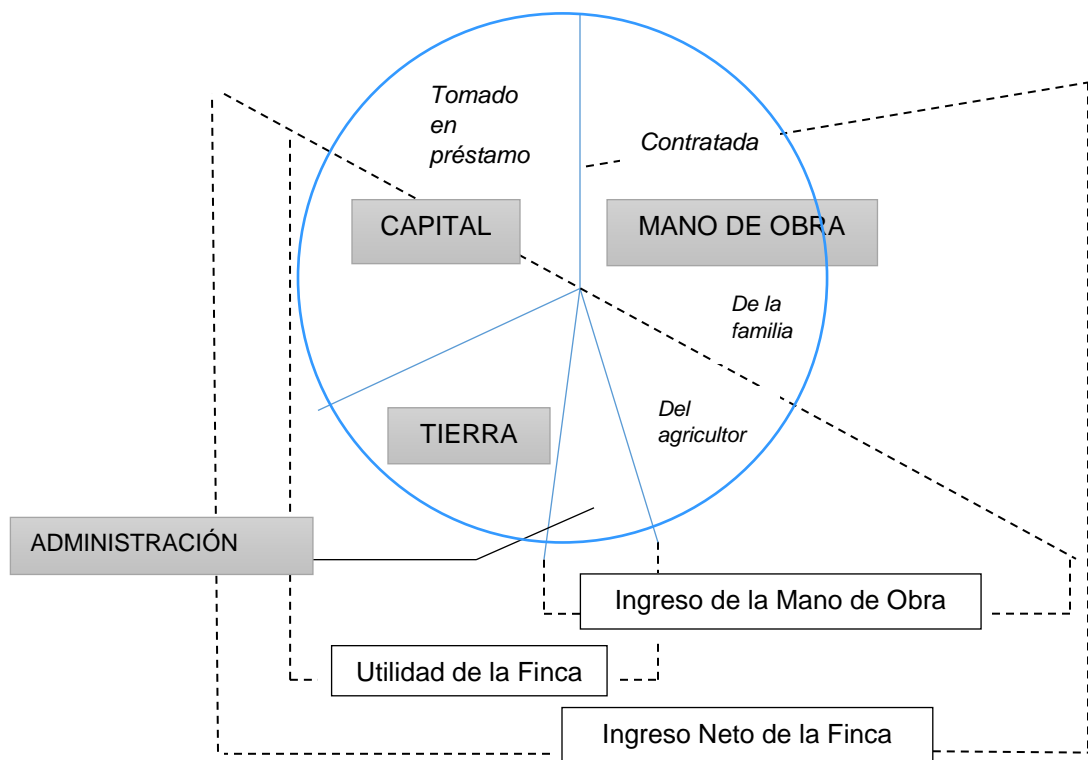 Tomado
en
préstamo
Contratada
CAPITAL
MANO DE OBRA
De la
familia
Del
agricultor
TIERRA
ADMINISTRACIÓN
Ingreso de la Mano de Obra
Utilidad de la Finca
Ingreso Neto de la Finca